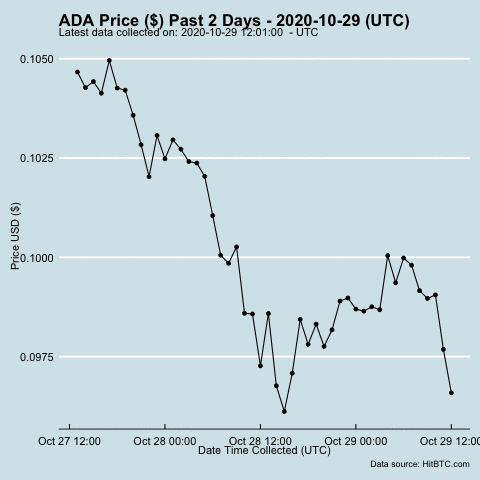 ADA Price ($) Past 2 Days - 2020-10-29 (UTC)
Latest data collected on: 2020-10-29 12:01:00 - UTC
0.1050
0.1025
0.1000
0.0975
Price USD ($)
Oct 27 12:00 Oct 28 00:00 Oct 28 12:00 Oct 29 00:00 Oct 29 12:00
Date Time Collected (UTC)
Data source: HitBTC.com